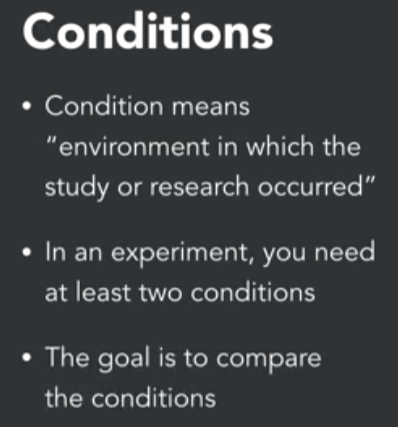 Conditions
• Condition means
“environment in which the
study or research occurred”
• In an experiment, you need
at least two conditions
• The goal is to compare
the conditions